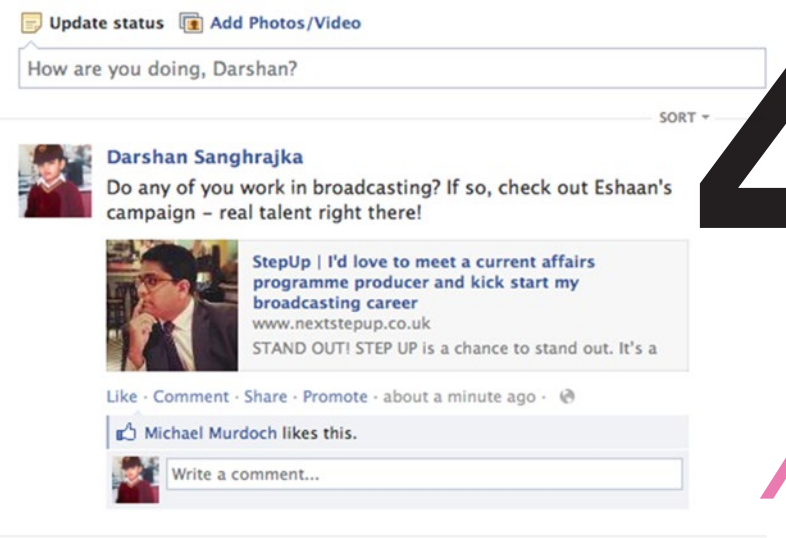 Update status Add Photos/Video
How are you doing, Darshan?
SORT
4
Darshan Sanghrajka
Do any of you work in broadcasting? If so, check out Eshaan's
campaign – real talent right there!
StepUp | I'd love to meet a current affairs
programme producer and kick start my
broadcasting career
www.nextstepup.co.uk
STAND OUT! STEP UP is a chance to stand out. It's a
Like · Comment · Share · Promote · about a minute ago ·
Michael Murdoch likes this.
Write a comment...